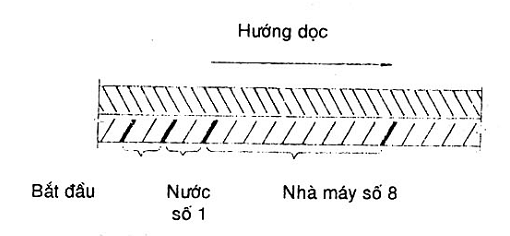 Hướng dọc
Bắt đầu
Nước
số 1
Nhà máy số 8